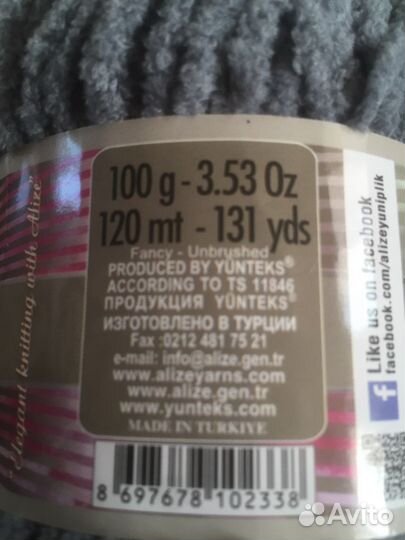 100 g - 3.53 Oz
120 mt - 131 yds
Fancy - Unbrushed
PRODUCED BY YÜNTEKS®
ACCORDING TO TS 11846
ПРОДУКЦИЯ YÜNTEKS®
ИЗГОТОВЛЕНО В ТУРЦИИ
Fax :0212 481 75 21
e-mail : info@alize.gen.tr
www.alizeyarns.com
www.alize.gen.tr
www.yunteks.com
MADE IN TURKIYE
8 697678 102338
"Elegant knitting with Alize"
Like us on facebook
facebook.com/alizeyuniplik
f
Avito